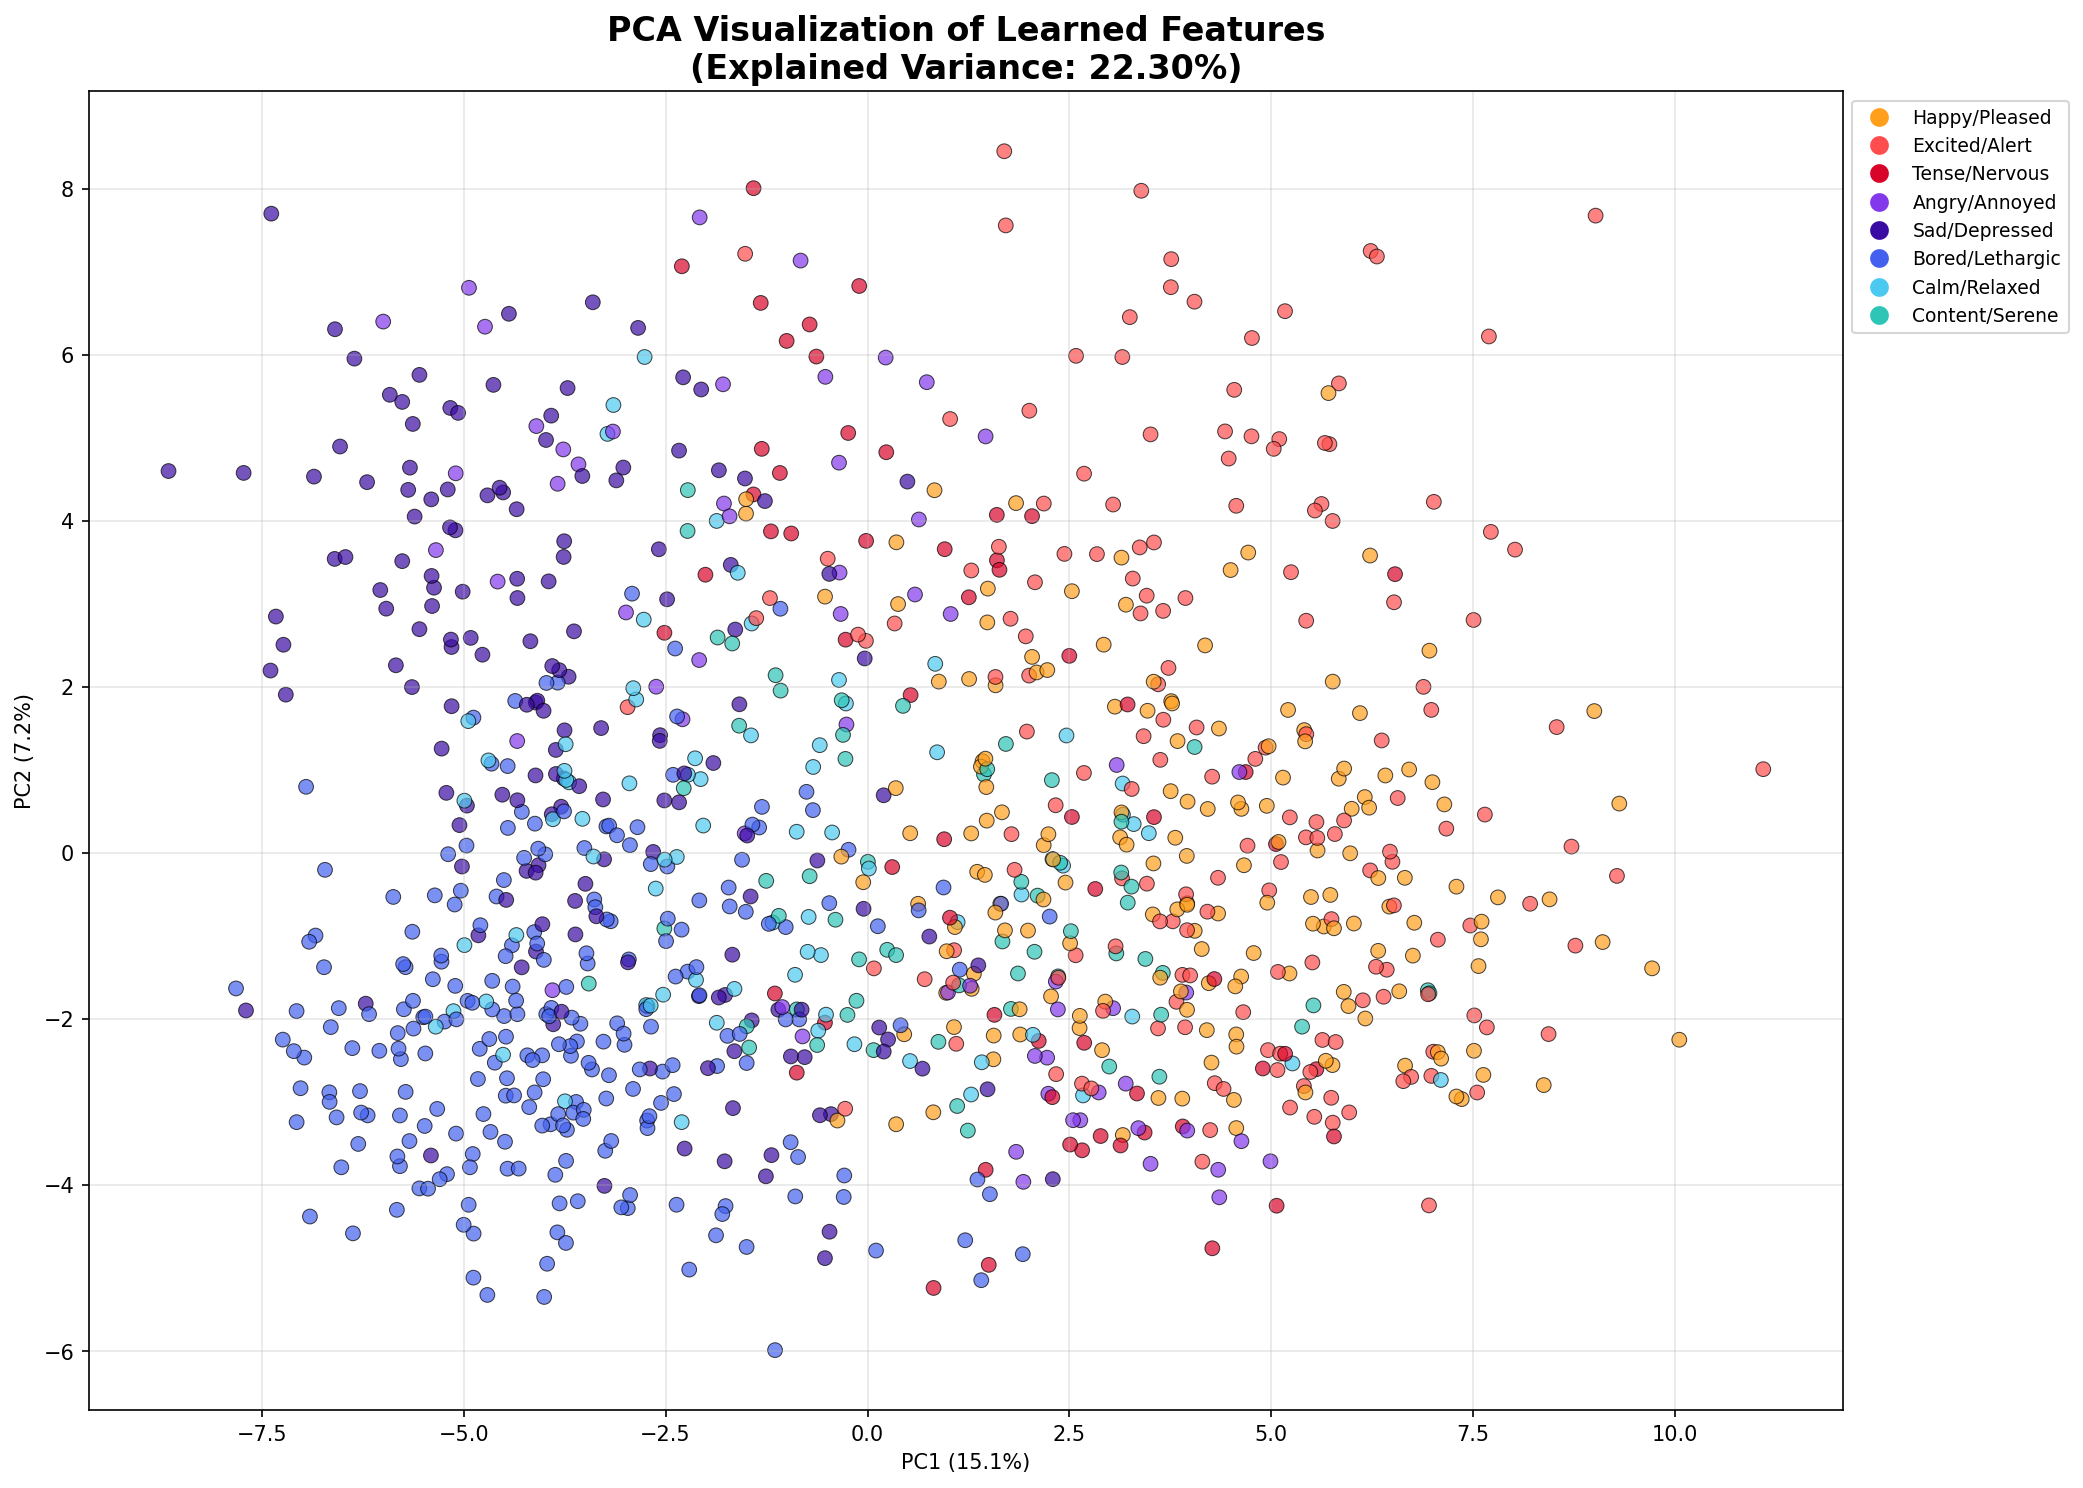 PCA Visualization of Learned Features
(Explained Variance: 22.30%)
Happy/Pleased
Excited/Alert
Tense/Nervous
Angry/Annoyed
Sad/Depressed
Bored/Lethargic
Calm/Relaxed
Content/Serene
PC2 (7.2%)
8
6
4
2
0
−2
−4
−6
−7.5 −5.0 −2.5 0.0 2.5 5.0 7.5 10.0
PC1 (15.1%)